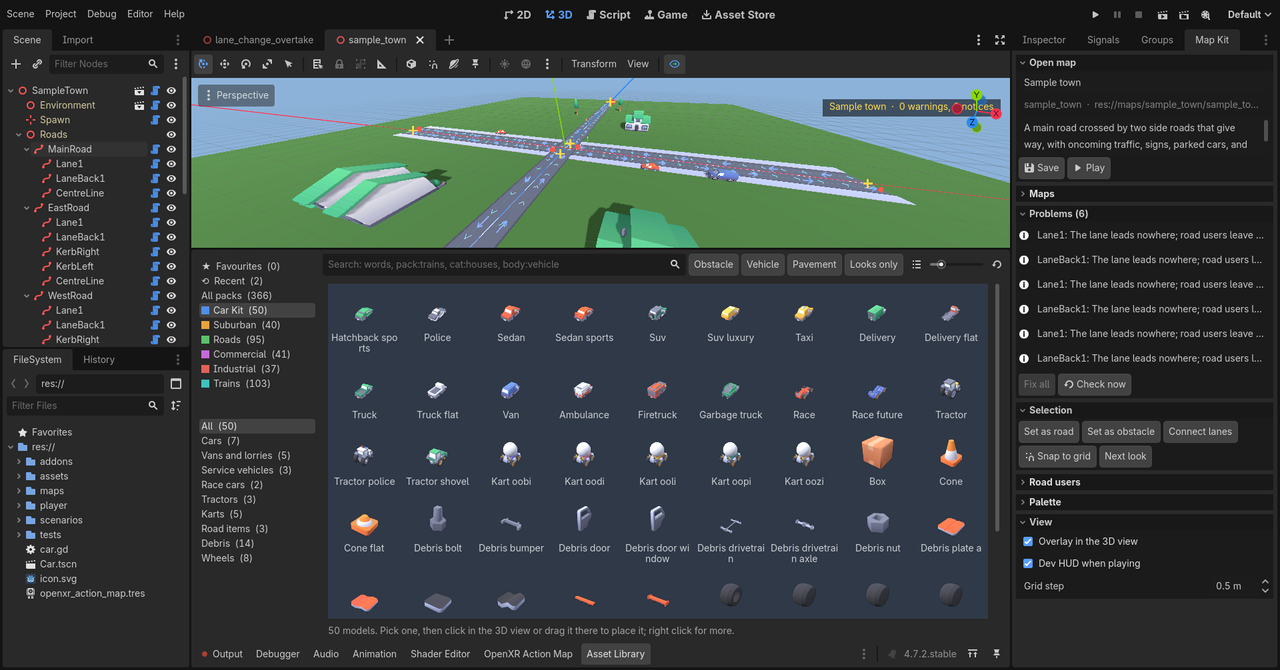 Scene Project Debug Editor Help
2D 3D Script Game Asset Store
Default
Scene Import
Filter Nodes
SampleTown
Environment
Spawn
Roads
MainRoad
Lane1
LaneBack1
CentreLine
EastRoad
Lane1
LaneBack1
KerbRight
KerbLeft
CentreLine
WestRoad
Lane1
LaneBack1
KerbRight
FileSystem History
res://
Filter Files
Favorites
res://
addons
assets
maps
player
scenarios
tests
car.gd
Car.tscn
icon.svg
openxr_action_map.tres
lane_change_overtake sample_town
Transform View
Perspective
Sample town · 0 warnings, notices
Y
X
Z
Favourites (0)
Recent (2)
All packs (366)
Car Kit (50)
Suburban (40)
Roads (95)
Commercial (41)
Industrial (37)
Trains (103)
All (50)
Cars (7)
Vans and lorries (5)
Service vehicles (3)
Race cars (2)
Tractors (3)
Karts (5)
Road items (3)
Debris (14)
Wheels (8)
Search: words, pack:trains, cat:houses, body:vehicle
Obstacle Vehicle Pavement Looks only
Hatchback spo
rts
Police Sedan Sedan sports Suv Suv luxury Taxi Delivery Delivery flat
Truck Truck flat Van Ambulance Firetruck Garbage truck Race Race future Tractor
Tractor police Tractor shovel Kart oobi Kart oodi Kart ooli Kart oopi Kart oozi Box Cone
Cone flat Debris bolt Debris bumper Debris door Debris door wi
ndow
Debris drivetrai
n
Debris drivetrai
n axle
Debris nut Debris plate a
50 models. Pick one, then click in the 3D view or drag it there to place it; right click for more.
Output Debugger Audio Animation Shader Editor OpenXR Action Map Asset Library
4.7.2.stable
Inspector Signals Groups Map Kit
Open map
Sample town
sample_town · res://maps/sample_town/sample_to...
A main road crossed by two side roads that give
way, with oncoming traffic, signs, parked cars, and
Save Play
Maps
Problems (6)
Lane1: The lane leads nowhere; road users leave ...
LaneBack1: The lane leads nowhere; road users l...
Lane1: The lane leads nowhere; road users leave ...
LaneBack1: The lane leads nowhere; road users l...
Lane1: The lane leads nowhere; road users leave ...
LaneBack1: The lane leads nowhere; road users l...
Fix all Check now
Selection
Set as road Set as obstacle Connect lanes
Snap to grid Next look
Road users
Palette
View
Overlay in the 3D view
Dev HUD when playing
Grid step 0.5 m